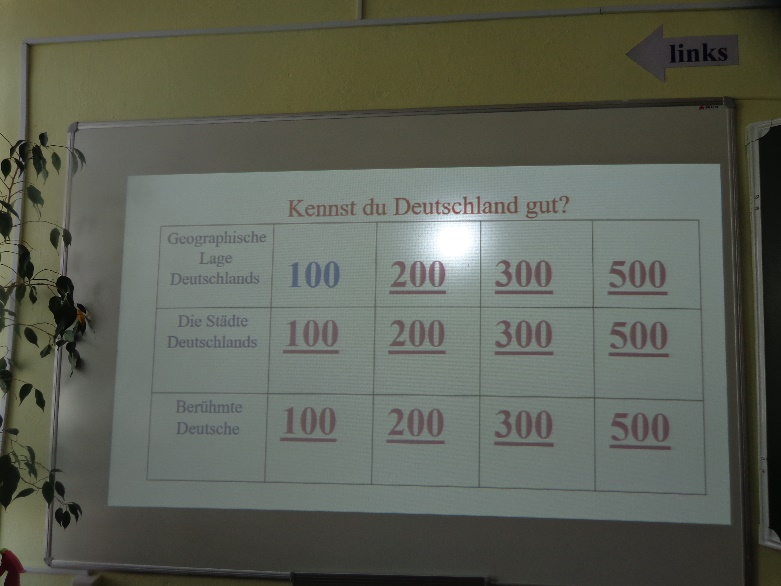 links
Kennst du Deutschland gut?
Geographische
Lage
Deutschlands
100 200 300 500
Die Städte
Deutschlands
100 200 300 500
Berühmte
Deutsche
100 200 300 500